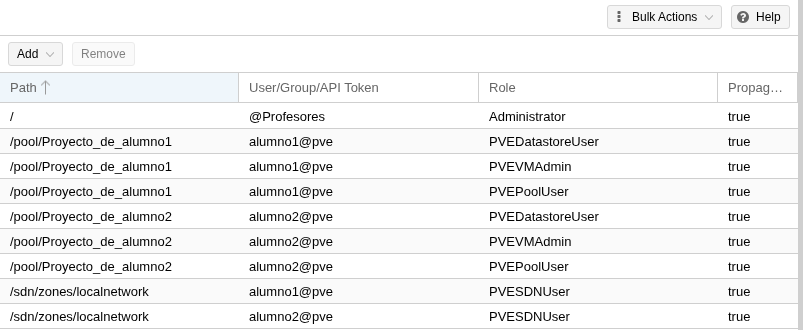 Bulk Actions Help
Add Remove
Path User/Group/API Token Role Propag…
/ @Profesores Administrator true
/pool/Proyecto_de_alumno1 alumno1@pve PVEDatastoreUser true
/pool/Proyecto_de_alumno1 alumno1@pve PVEVMAdmin true
/pool/Proyecto_de_alumno1 alumno1@pve PVEPoolUser true
/pool/Proyecto_de_alumno2 alumno2@pve PVEDatastoreUser true
/pool/Proyecto_de_alumno2 alumno2@pve PVEVMAdmin true
/pool/Proyecto_de_alumno2 alumno2@pve PVEPoolUser true
/sdn/zones/localnetwork alumno1@pve PVESDNUser true
/sdn/zones/localnetwork alumno2@pve PVESDNUser true